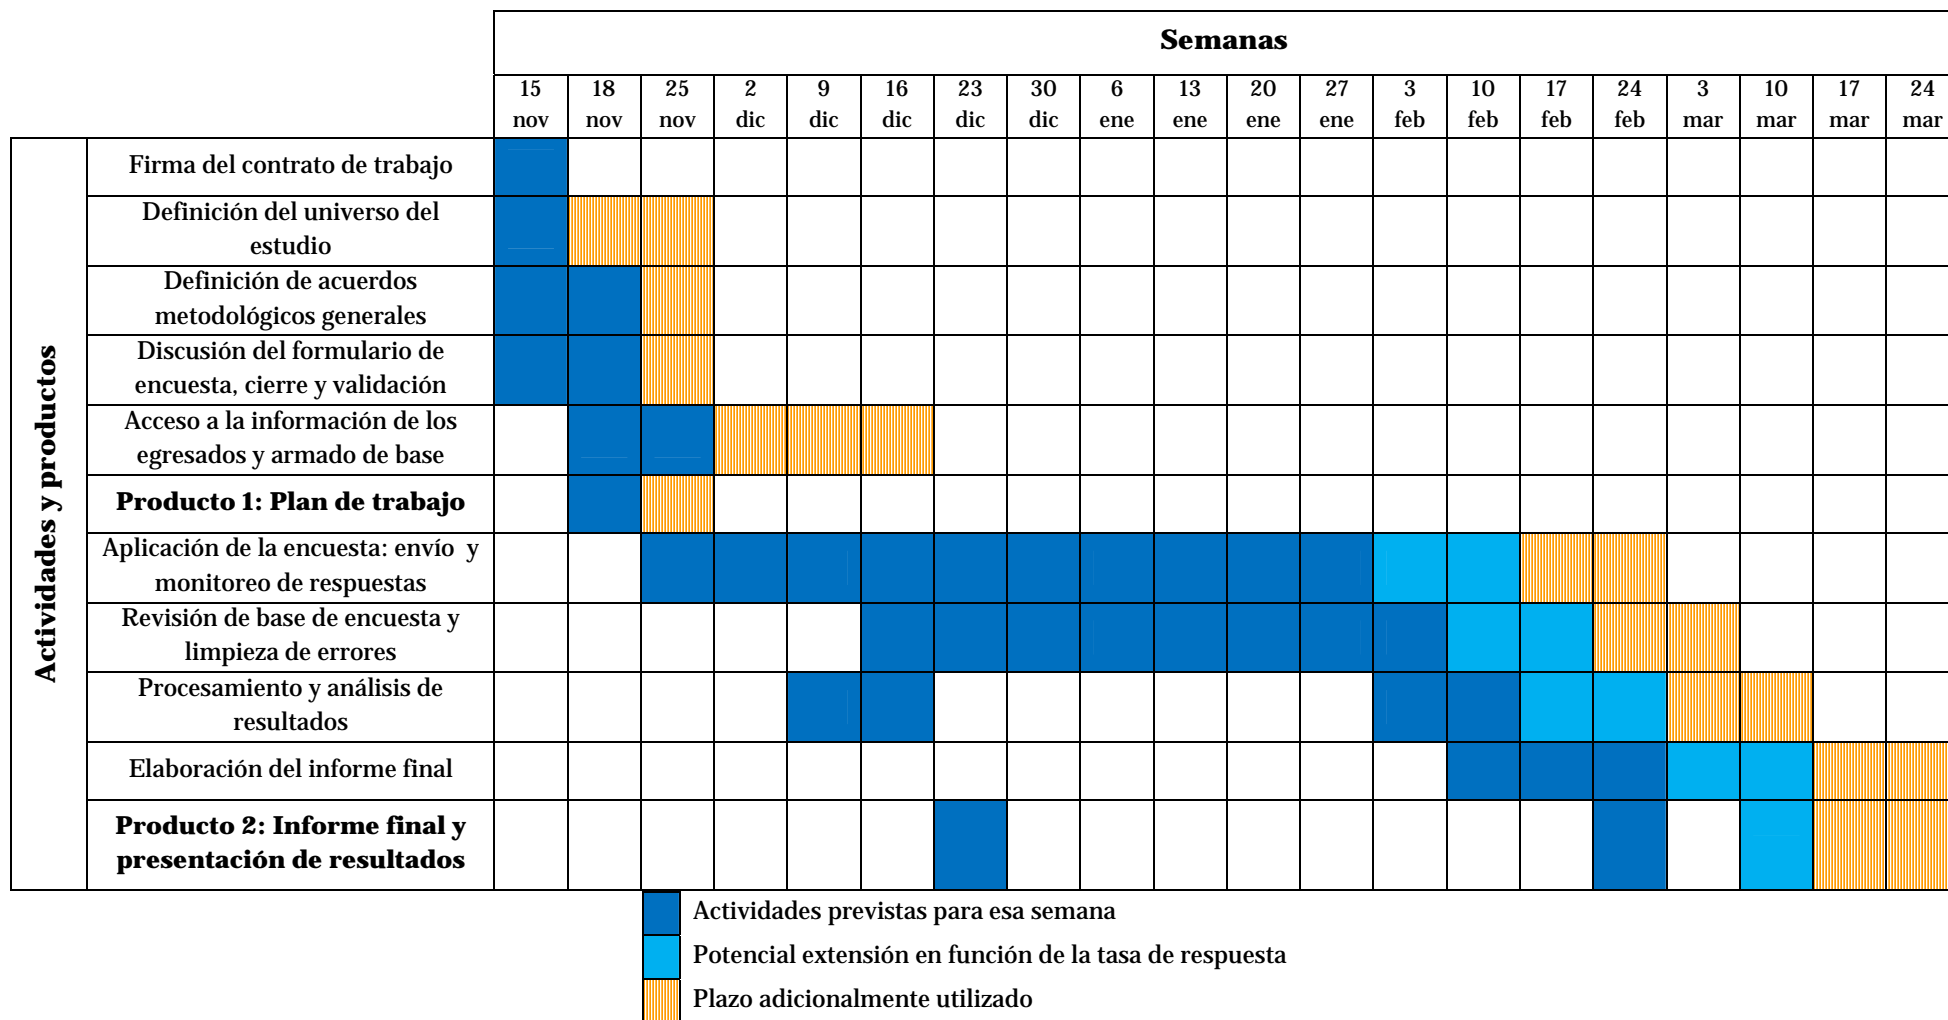 Semanas
15 nov 18 nov 25 nov 2 dic 9 dic 16 dic 23 dic 30 dic 6 ene 13 ene 20 ene 27 ene 3 feb 10 feb 17 feb 24 feb 3 mar 10 mar 17 mar 24 mar
Actividades y productos
Firma del contrato de trabajo
Definición del universo del
estudio
Definición de acuerdos
metodológicos generales
Discusión del formulario de
encuesta, cierre y validación
Acceso a la información de los
egresados y armado de base
Producto 1: Plan de trabajo
Aplicación de la encuesta: envío y
monitoreo de respuestas
Revisión de base de encuesta y
limpieza de errores
Procesamiento y análisis de
resultados
Elaboración del informe final
Producto 2: Informe final y
presentación de resultados
Actividades previstas para esa semana
Potencial extensión en función de la tasa de respuesta
Plazo adicionalmente utilizado